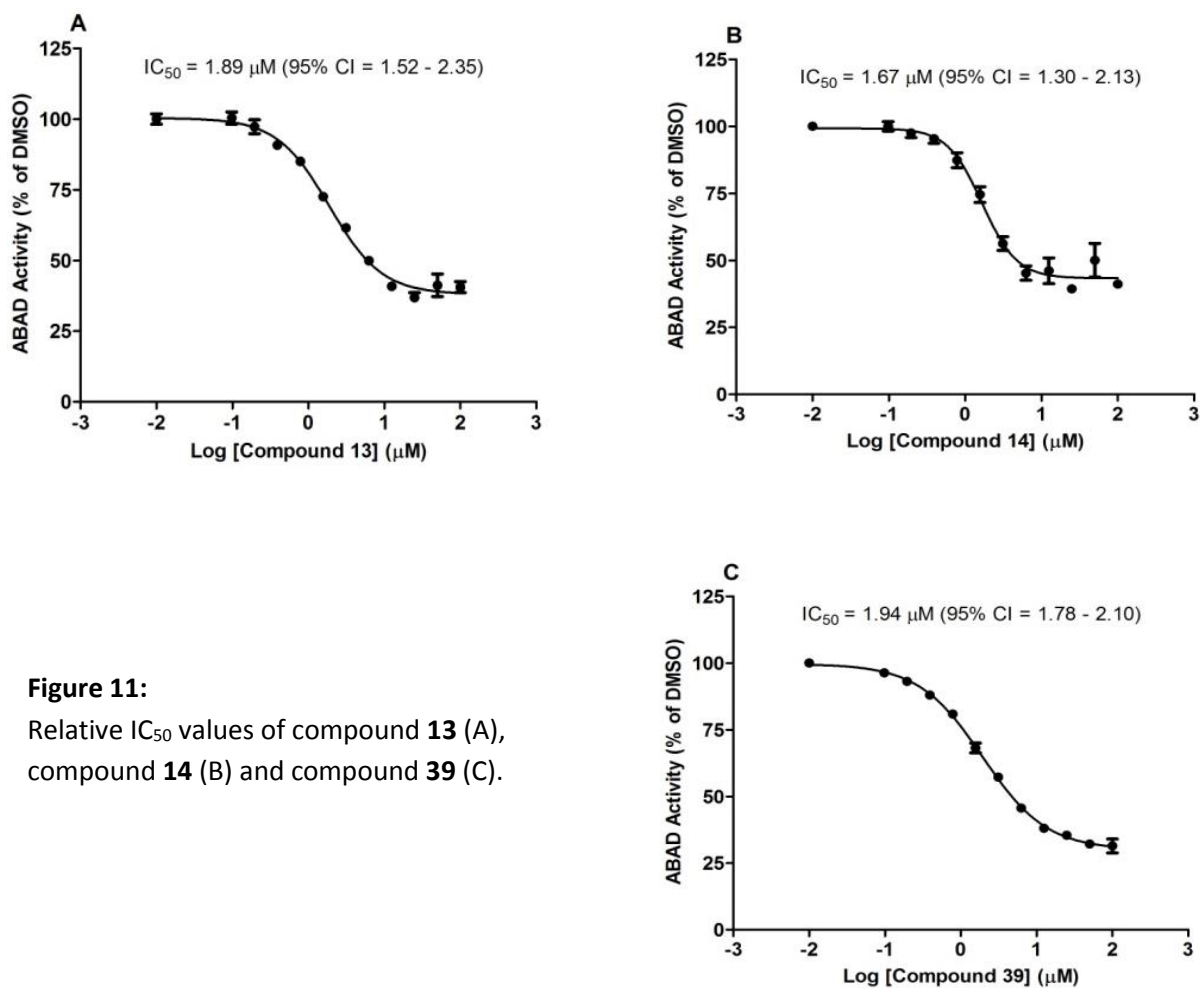 A
IC50 = 1.89 μM (95% CI = 1.52 - 2.35)
125
100
75
50
25
0
-3 -2 -1 0 1 2 3
ABAD Activity (% of DMSO)
Log [Compound 13] (μM)
B
IC50 = 1.67 μM (95% CI = 1.30 - 2.13)
125
100
75
50
25
0
-3 -2 -1 0 1 2 3
ABAD Activity (% of DMSO)
Log [Compound 14] (μM)
C
IC50 = 1.94 μM (95% CI = 1.78 - 2.10)
125
100
75
50
25
0
-3 -2 -1 0 1 2 3
ABAD Activity (% of DMSO)
Log [Compound 39] (μM)
Figure 11:
Relative IC50 values of compound 13 (A),
compound 14 (B) and compound 39 (C).